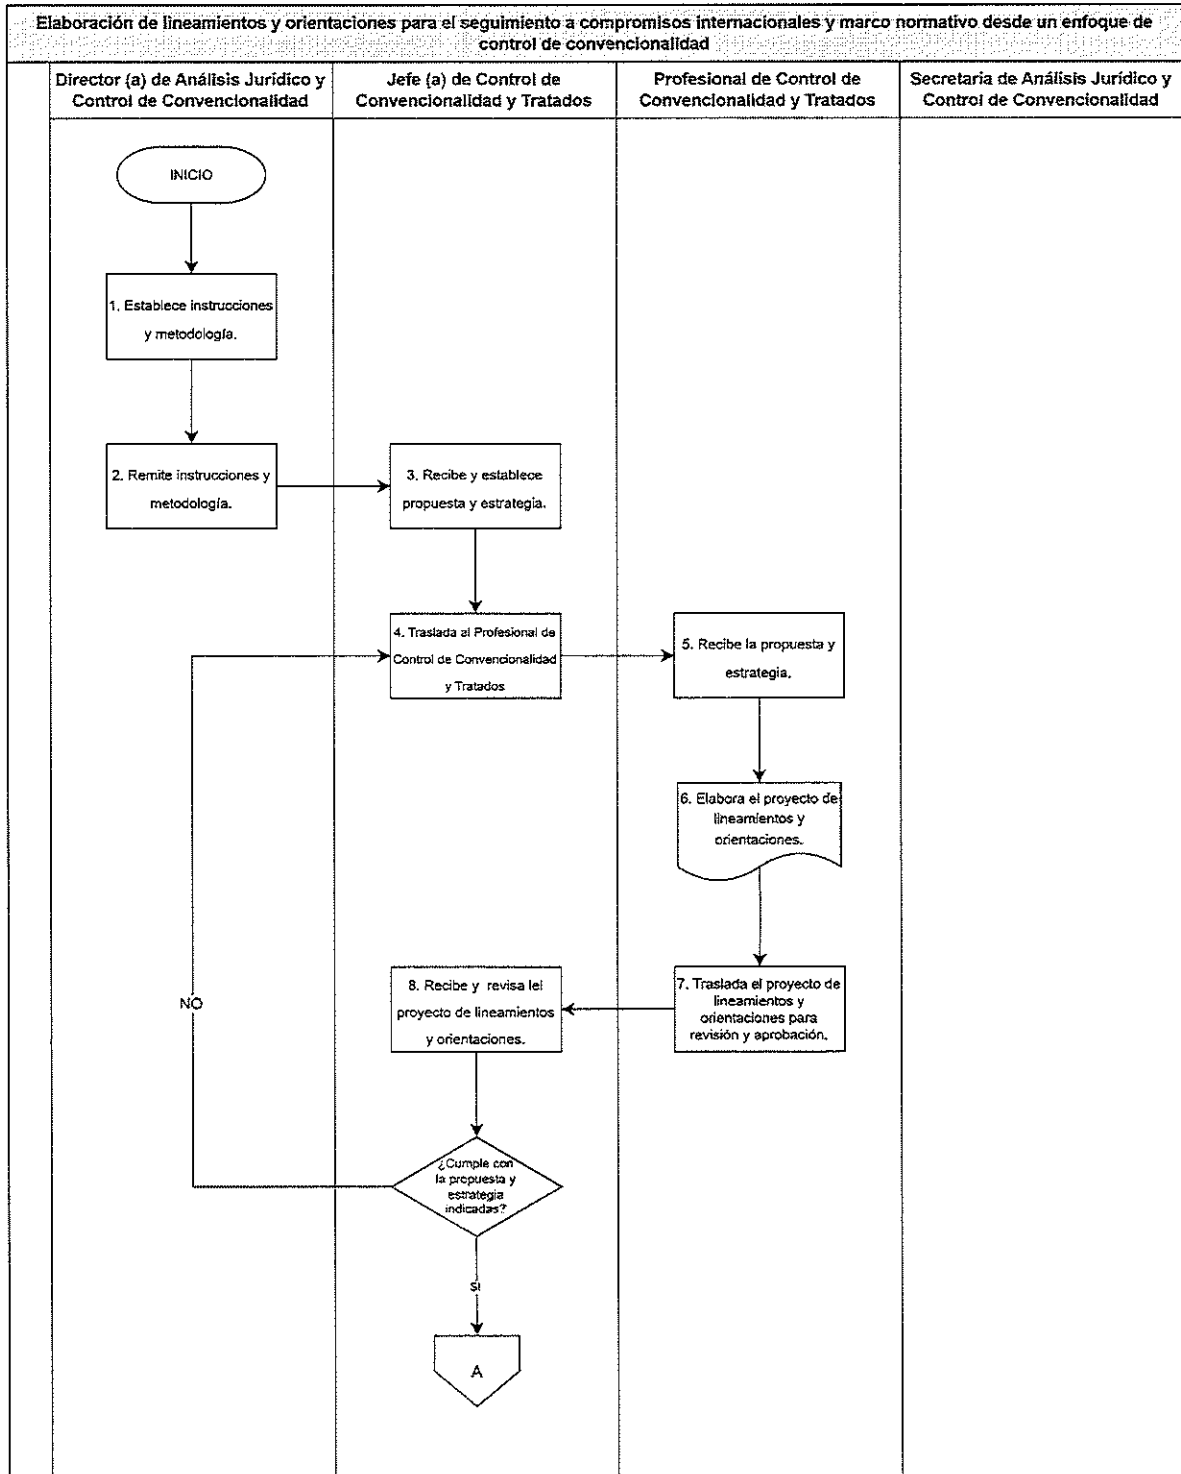 Elaboración de lineamientos y orientaciones para el seguimiento a compromisos internacionales y marco normativo desde un enfoque de
control de convencionalidad
Director (a) de Análisis Jurídico y
Control de Convencionalidad
Jefe (a) de Control de
Convencionalidad y Tratados
Profesional de Control de
Convencionalidad y Tratados
Secretaria de Análisis Jurídico y
Control de Convencionalidad
INICIO
1. Establece instrucciones
y metodología.
2. Remite instrucciones y
metodología.
3. Recibe y establece
propuesta y estrategia.
4. Traslada al Profesional de
Control de Convencionalidad
y Tratados
5. Recibe la propuesta y
estrategia.
6. Elabora el proyecto de
lineamientos y
orientaciones.
7. Traslada el proyecto de
lineamientos y
orientaciones para
revisión y aprobación.
8. Recibe y revisa lel
proyecto de lineamientos
y orientaciones.
NO
¿Cumple con
la propuesta y
estrategia
indicadas?
SI
A